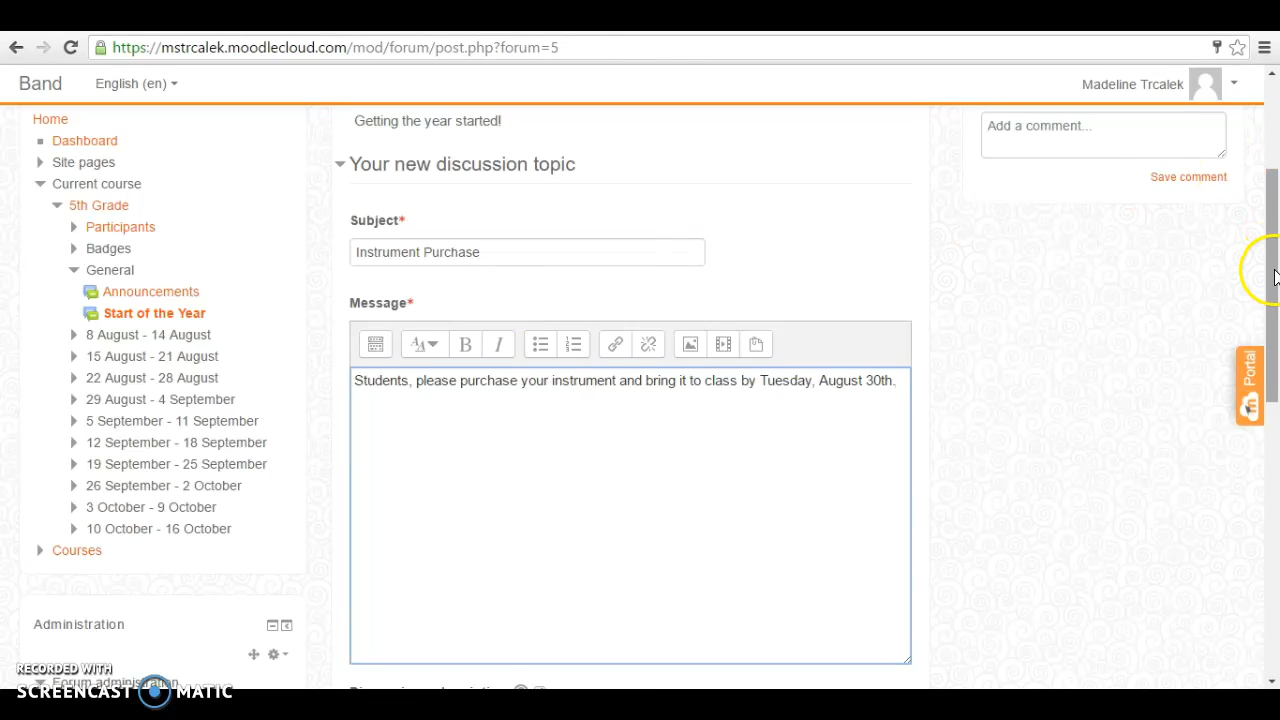 https://mstrcalek.moodlecloud.com/mod/forum/post.php?forum=5
Band
English (en)
Madeline Trcalek
Home
Dashboard
Site pages
Current course
5th Grade
Participants
Badges
General
Announcements
Start of the Year
8 August - 14 August
15 August - 21 August
22 August - 28 August
29 August - 4 September
5 September - 11 September
12 September - 18 September
19 September - 25 September
26 September - 2 October
3 October - 9 October
10 October - 16 October
Courses
Administration
Forum administration
Getting the year started!
Your new discussion topic
Subject*
Instrument Purchase
Message*
Students, please purchase your instrument and bring it to class by Tuesday, August 30th.
Add a comment...
Save comment
Portal
RECORDED WITH
SCREENCAST MATIC